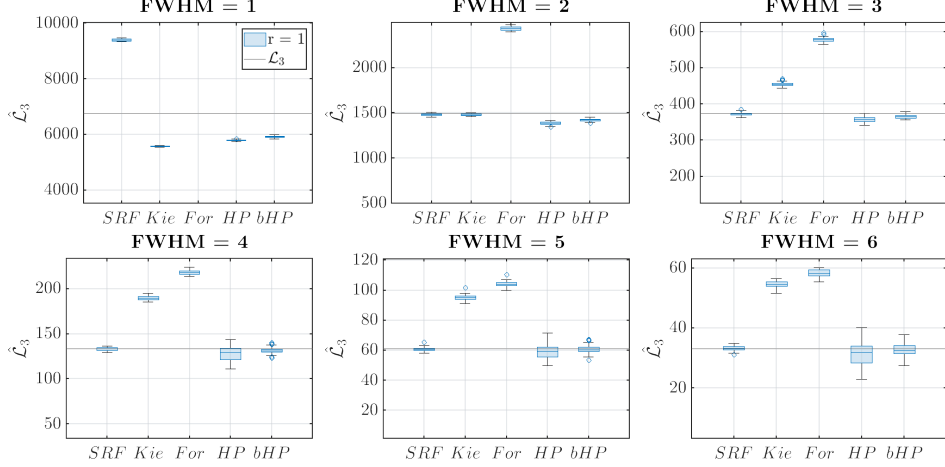 FWHM = 1
10000
8000
6000
4000
ℒ̂₃
r = 1
ℒ₃
SRF Kie For HP bHP
FWHM = 2
2000
1500
1000
500
ℒ̂₃
SRF Kie For HP bHP
FWHM = 3
600
500
400
300
200
ℒ̂₃
SRF Kie For HP bHP
FWHM = 4
200
150
100
50
ℒ̂₃
SRF Kie For HP bHP
FWHM = 5
120
100
80
60
40
20
ℒ̂₃
SRF Kie For HP bHP
FWHM = 6
60
40
20
ℒ̂₃
SRF Kie For HP bHP